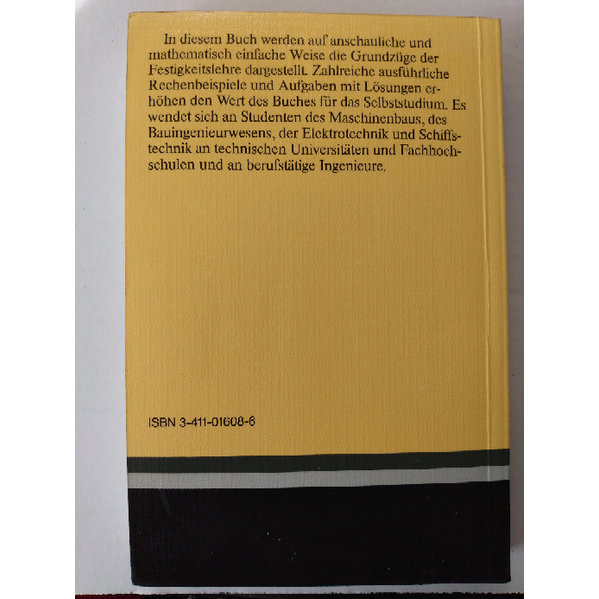 In diesem Buch werden auf anschauliche und
mathematisch einfache Weise die Grundzüge der
Festigkeitslehre dargestellt. Zahlreiche ausführliche
Rechenbeispiele und Aufgaben mit Lösungen er-
höhen den Wert des Buches für das Selbststudium. Es
wendet sich an Studenten des Maschinenbaus, des
Bauingenieurwesens, der Elektrotechnik und Schiffs-
technik an technischen Universitäten und Fachhoch-
schulen und an berufstätige Ingenieure.
ISBN 3-411-01608-6